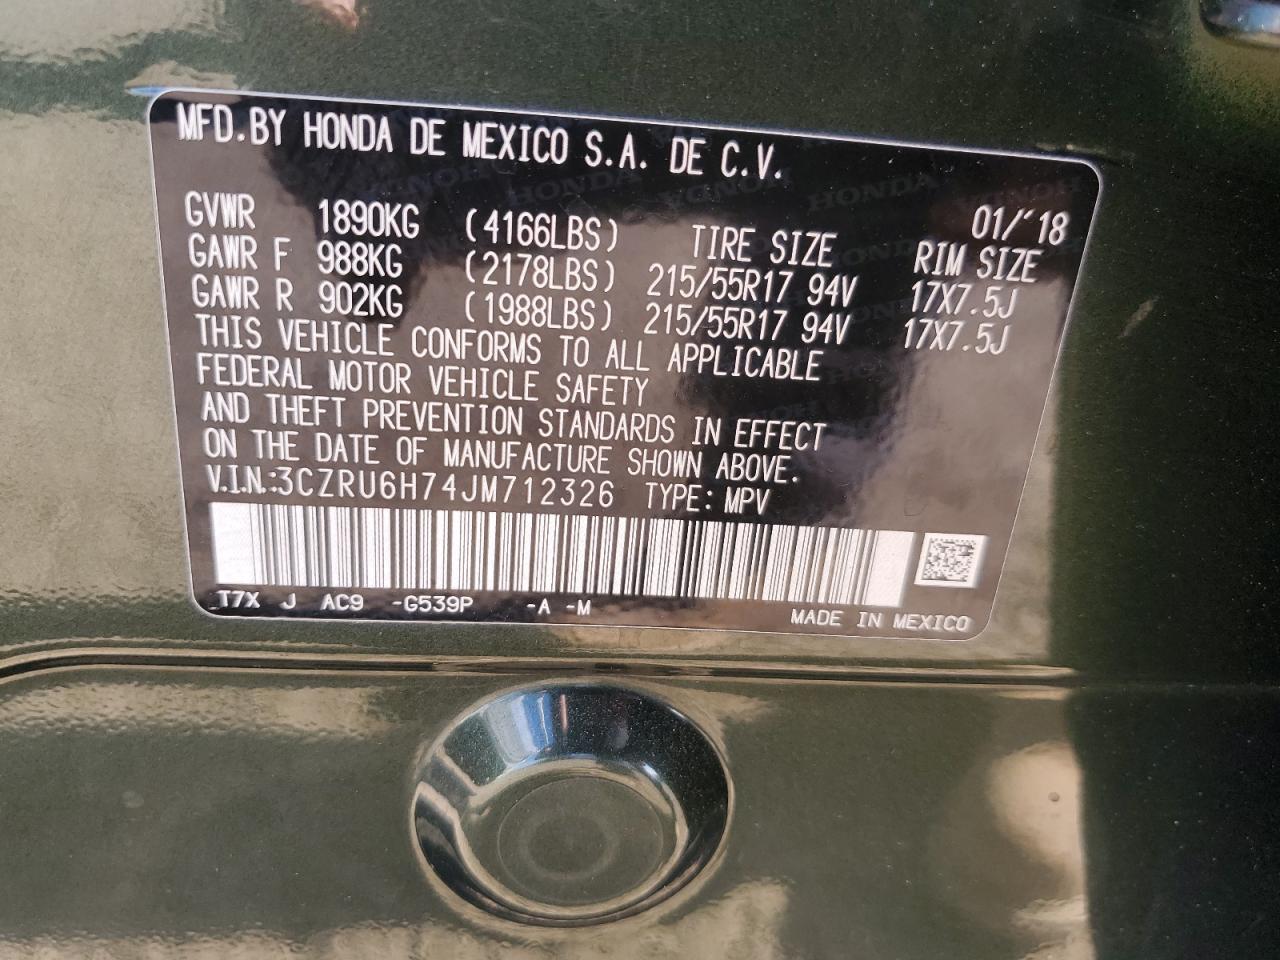 MFD.BY HONDA DE MEXICO S.A. DE C.V.
01/'18
GVWR 1890KG (4166LBS) TIRE SIZE RIM SIZE
GAWR F 988KG (2178LBS) 215/55R17 94V 17X7.5J
GAWR R 902KG (1988LBS) 215/55R17 94V 17X7.5J
THIS VEHICLE CONFORMS TO ALL APPLICABLE
FEDERAL MOTOR VEHICLE SAFETY
AND THEFT PREVENTION STANDARDS IN EFFECT
ON THE DATE OF MANUFACTURE SHOWN ABOVE.
V.I.N.:3CZRU6H74JM712326 TYPE: MPV
T7X J AC9 -G539P -A -M
MADE IN MEXICO